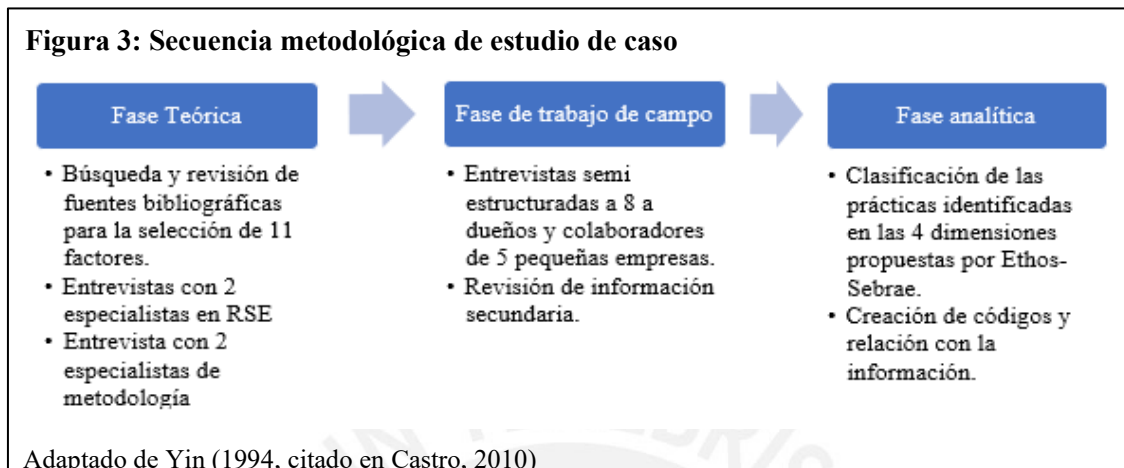 Figura 3: Secuencia metodológica de estudio de caso
Fase Teórica
• Búsqueda y revisión de
fuentes bibliográficas
para la selección de 11
factores.
• Entrevistas con 2
especialistas en RSE
• Entrevista con 2
especialistas de
metodología
Fase de trabajo de campo
• Entrevistas semi
estructuradas a 8 a
dueños y colaboradores
de 5 pequeñas empresas.
• Revisión de información
secundaria.
Fase analítica
• Clasificación de las
prácticas identificadas
en las 4 dimensiones
propuestas por Ethos-
Sebrae.
• Creación de códigos y
relación con la
información.
Adaptado de Yin (1994, citado en Castro, 2010)